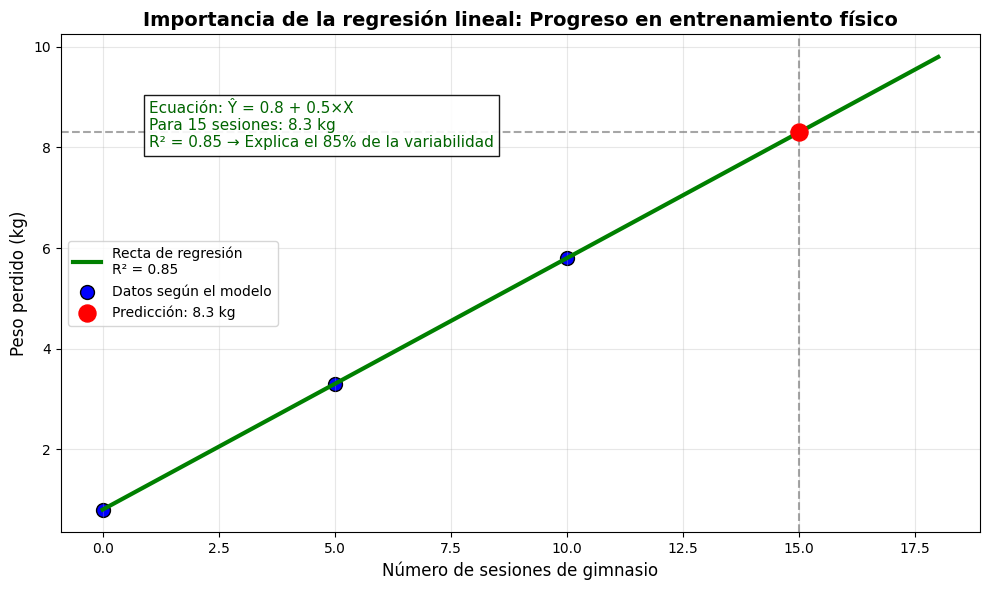 Importancia de la regresión lineal: Progreso en entrenamiento físico
Peso perdido (kg)
10
8
6
4
2
Ecuación: Ŷ = 0.8 + 0.5×X
Para 15 sesiones: 8.3 kg
R² = 0.85 → Explica el 85% de la variabilidad
Recta de regresión
R² = 0.85
Datos según el modelo
Predicción: 8.3 kg
0.0 2.5 5.0 7.5 10.0 12.5 15.0 17.5
Número de sesiones de gimnasio